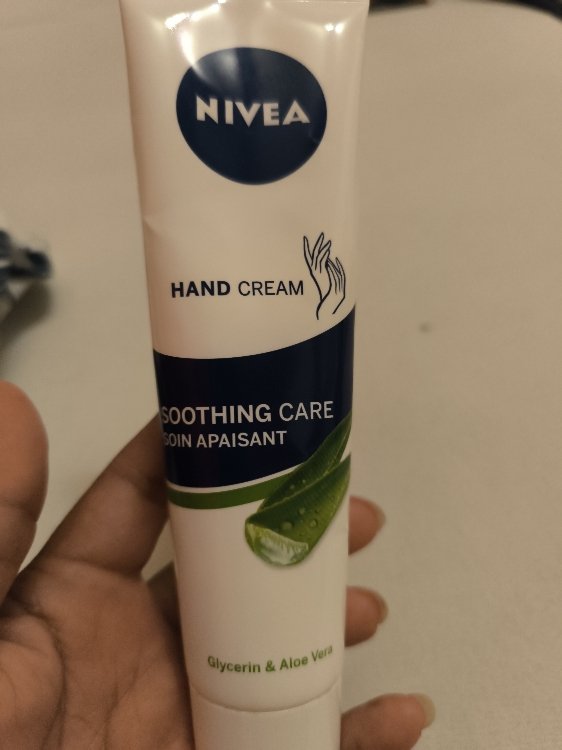 NIVEA
HAND CREAM
SOOTHING CARE
SOIN APAISANT
Glycerin & Aloe Vera